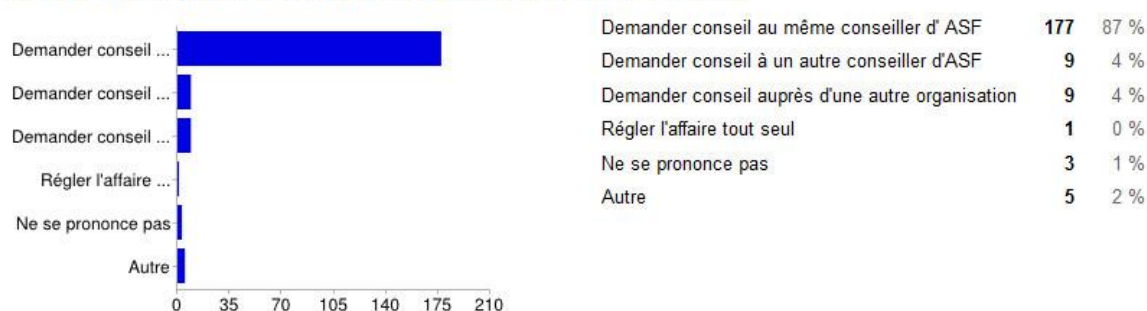 Demander conseil ...
Demander conseil ...
Demander conseil ...
Régler l'affaire ...
Ne se prononce pas
Autre
0 35 70 105 140 175 210
Demander conseil au même conseiller d' ASF 177 87 %
Demander conseil à un autre conseiller d'ASF 9 4 %
Demander conseil auprès d'une autre organisation 9 4 %
Régler l'affaire tout seul 1 0 %
Ne se prononce pas 3 1 %
Autre 5 2 %